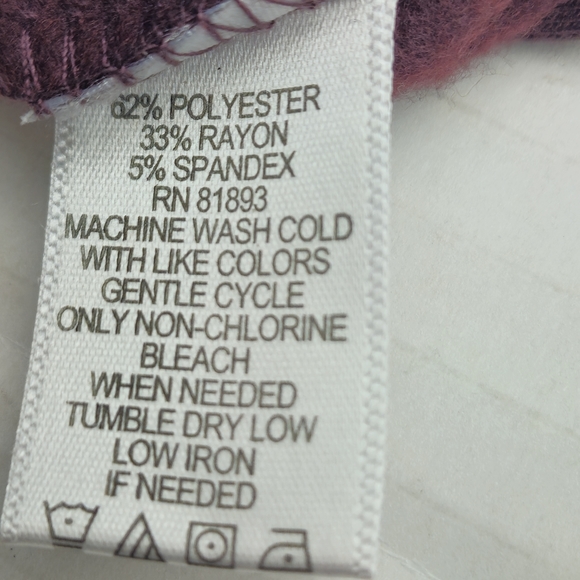 62% POLYESTER
33% RAYON
5% SPANDEX
RN 81893
MACHINE WASH COLD
WITH LIKE COLORS
GENTLE CYCLE
ONLY NON-CHLORINE
BLEACH
WHEN NEEDED
TUMBLE DRY LOW
LOW IRON
IF NEEDED